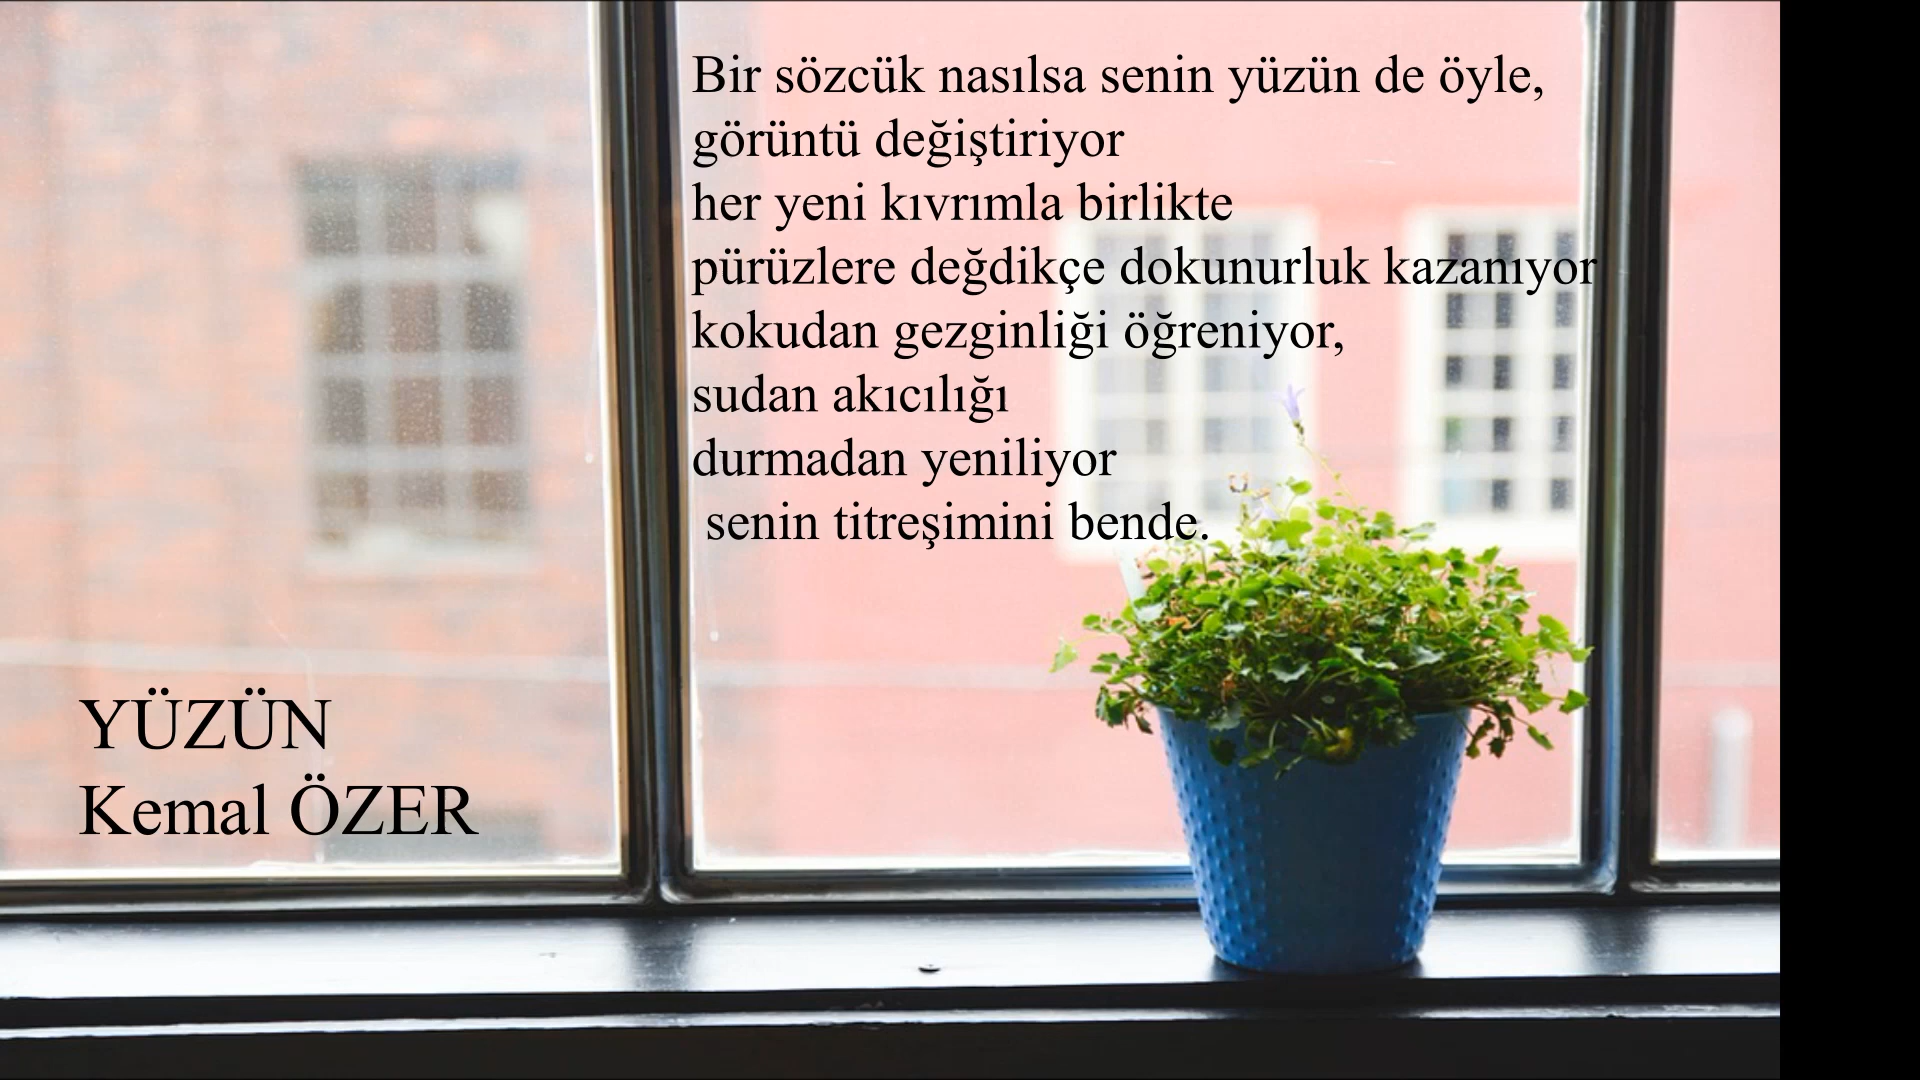 Bir sözcük nasılsa senin yüzün de öyle,
görüntü değiştiriyor
her yeni kıvrımla birlikte
pürüzlere değdikçe dokunurluk kazanıyor
kokudan gezginliği öğreniyor,
sudan akıcılığı
durmadan yeniliyor
senin titreşimini bende.
YÜZÜN
Kemal ÖZER